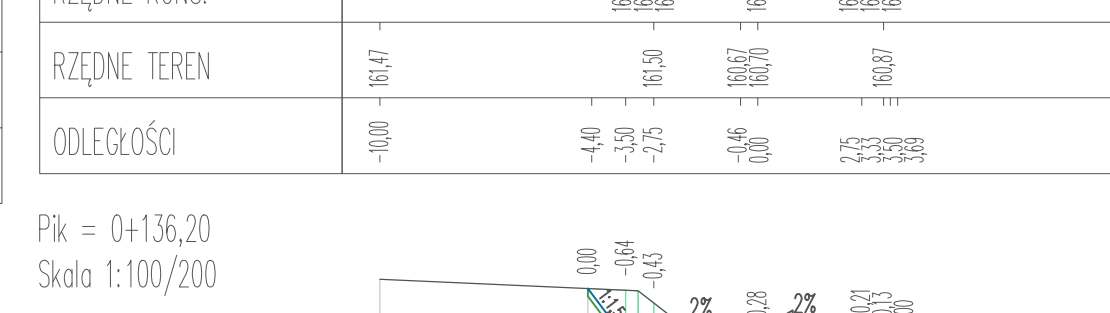 RZĘDNE TEREN 161,47 161,50 160,67 160,70 160,87
ODLEGŁOŚCI -10,00 -4,40 -3,50 -2,75 -0,46 0,00 2,75 3,33 3,50 3,69
Pik = 0+136,20
Skala 1:100/200
0,00 -0,64 -0,43
2% 2%